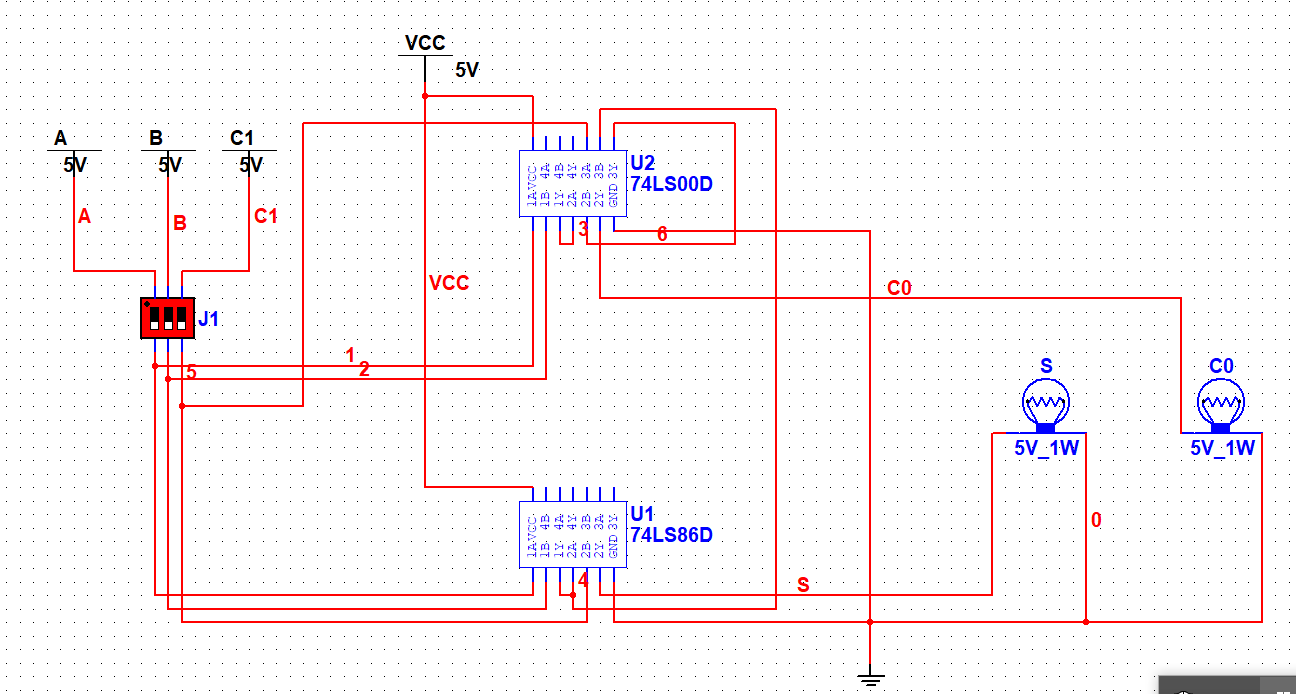 VCC
5V
A
B
C1
5V
5V
5V
A
B
C1
1A VCC
1B 4A
1Y 4B
2A 4Y
2B 3A
2Y 3B
GND 3Y
U2
74LS00D
3
6
VCC
C0
J1
1
2
5
S
C0
5V_1W
5V_1W
1A VCC
1B 4B
1Y 4A
2A 4Y
2B 3B
2Y 3A
GND 3Y
U1
74LS86D
0
4
S